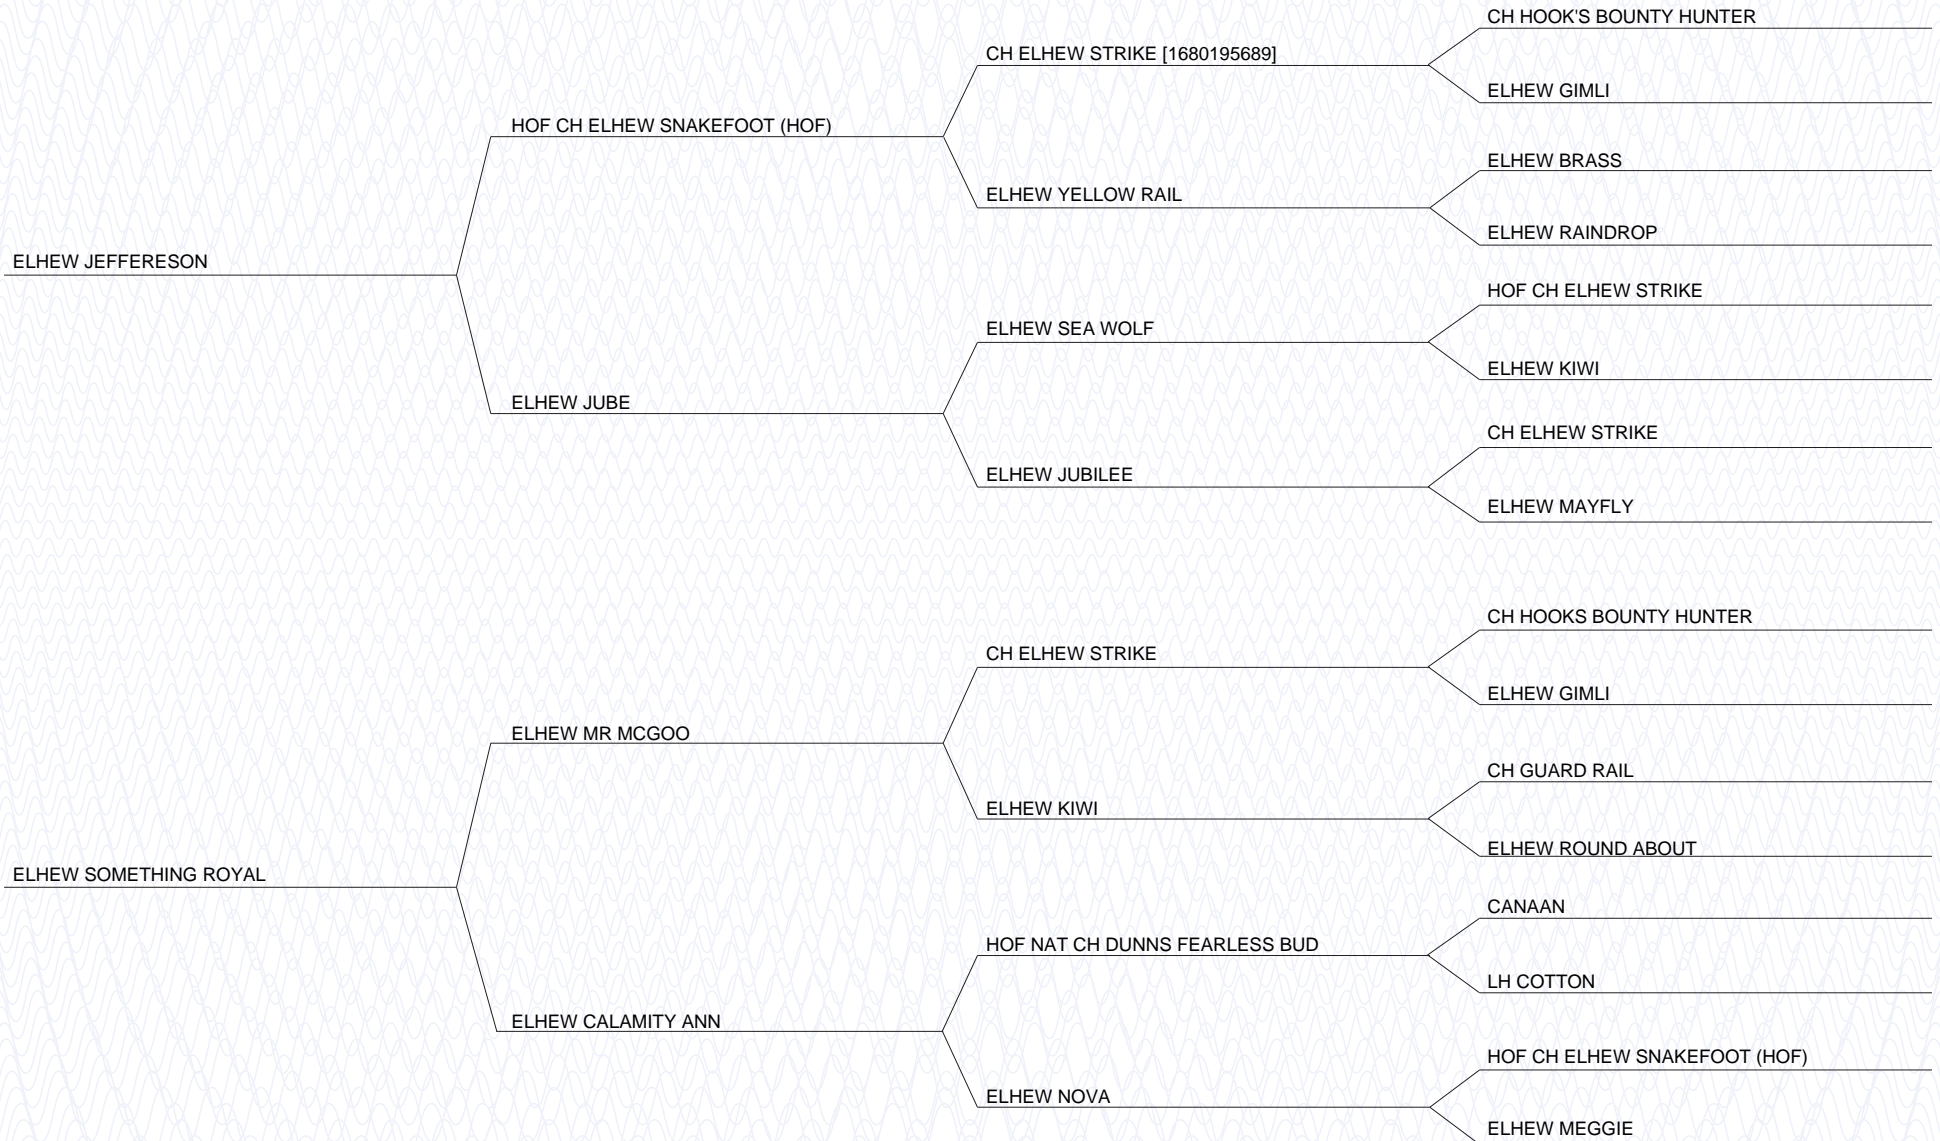 CH HOOK'S BOUNTY HUNTER
CH ELHEW STRIKE [1680195689]
ELHEW GIMLI
HOF CH ELHEW SNAKEFOOT (HOF)
ELHEW BRASS
ELHEW YELLOW RAIL
ELHEW RAINDROP
ELHEW JEFFERESON
HOF CH ELHEW STRIKE
ELHEW SEA WOLF
ELHEW KIWI
ELHEW JUBE
CH ELHEW STRIKE
ELHEW JUBILEE
ELHEW MAYFLY
CH HOOKS BOUNTY HUNTER
CH ELHEW STRIKE
ELHEW GIMLI
ELHEW MR MCGOO
CH GUARD RAIL
ELHEW KIWI
ELHEW ROUND ABOUT
ELHEW SOMETHING ROYAL
CANAAN
HOF NAT CH DUNNS FEARLESS BUD
LH COTTON
ELHEW CALAMITY ANN
HOF CH ELHEW SNAKEFOOT (HOF)
ELHEW NOVA
ELHEW MEGGIE